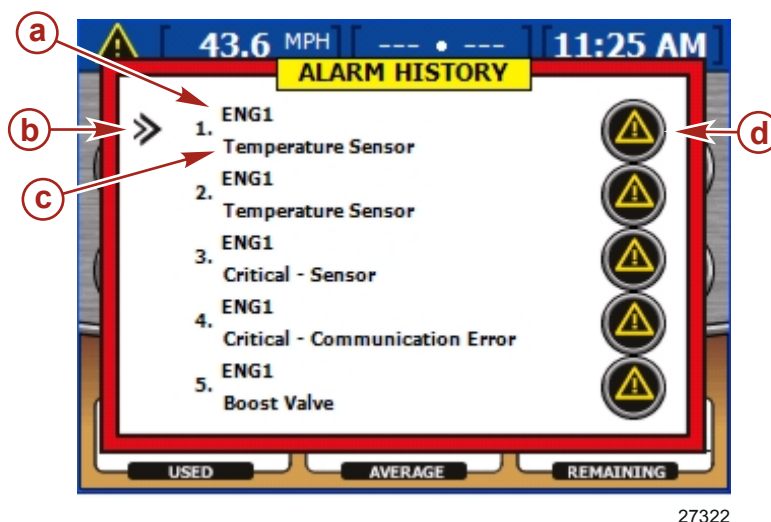 a
43.6 MPH --- • --- 11:25 AM
ALARM HISTORY
b
1. ENG1
Temperature Sensor
d
c
2. ENG1
Temperature Sensor
3. ENG1
Critical - Sensor
4. ENG1
Critical - Communication Error
5. ENG1
Boost Valve
USED AVERAGE REMAINING
27322